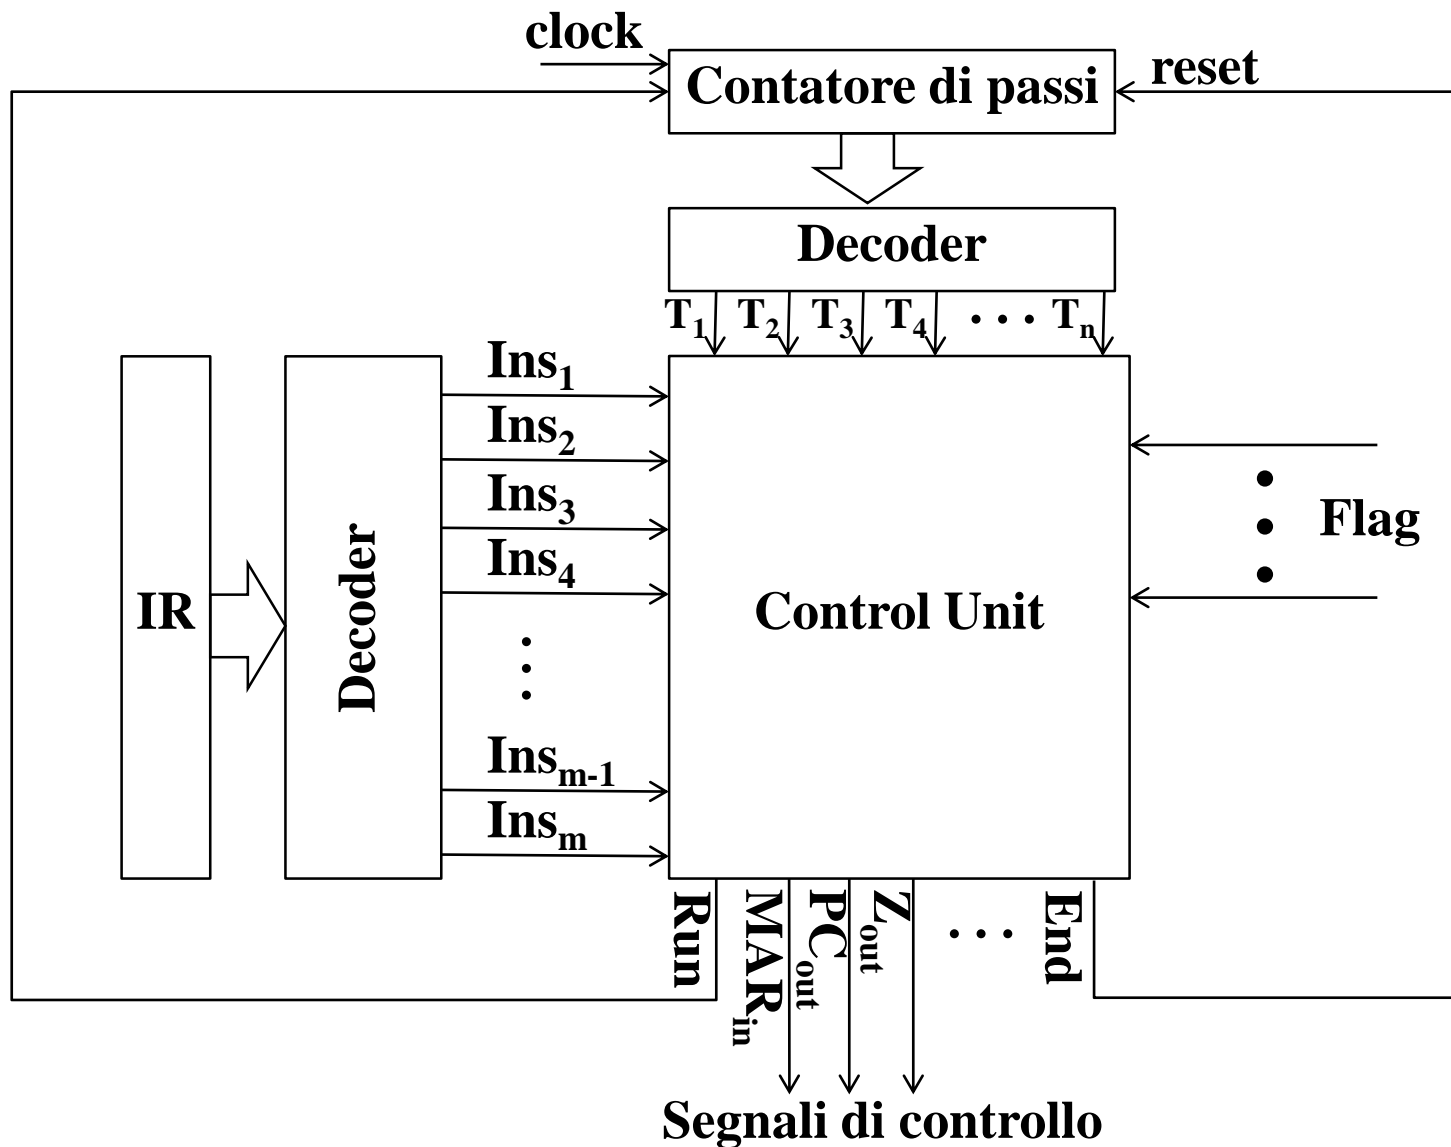 clock
Contatore di passi
reset
Decoder
T1 T2 T3 T4 ... Tn
Ins1
Ins2
Ins3
Ins4
IR
Decoder
Control Unit
Flag
Insm-1
Insm
Run
MARin
PCout
Zout
...
End
Segnali di controllo